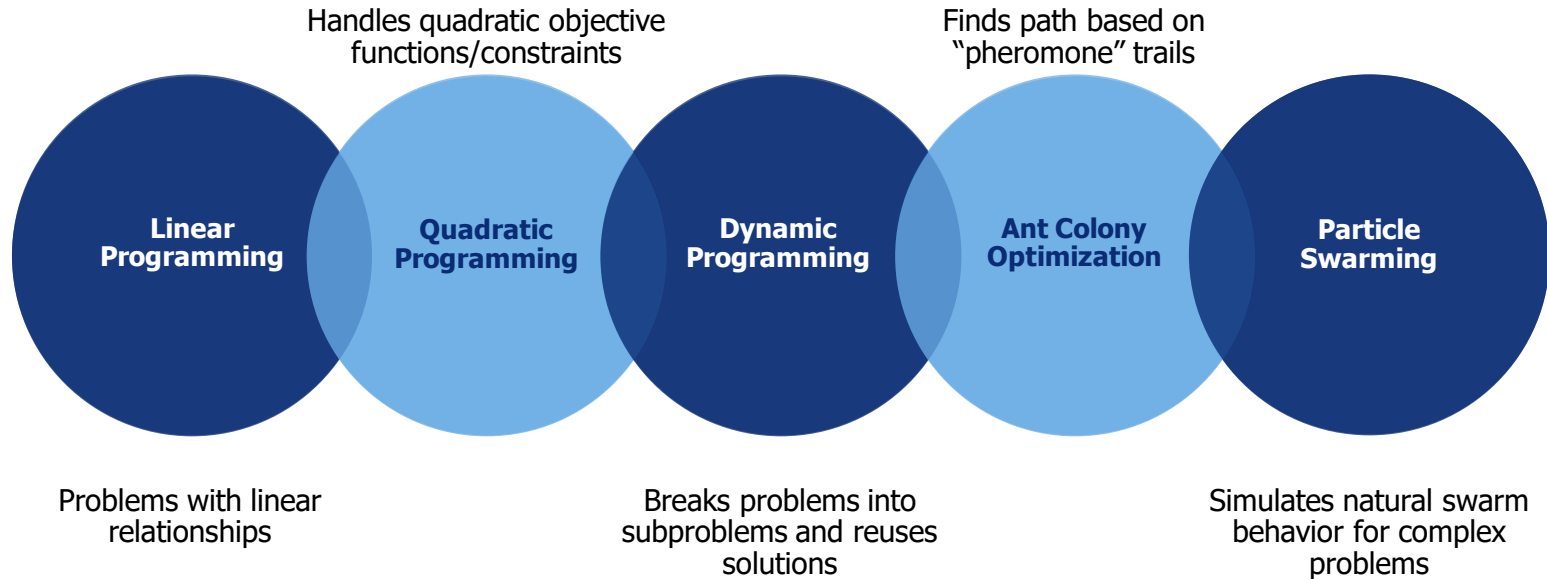 Handles quadratic objective
functions/constraints
Finds path based on
“pheromone” trails
Linear
Programming
Quadratic
Programming
Dynamic
Programming
Ant Colony
Optimization
Particle
Swarming
Problems with linear
relationships
Breaks problems into
subproblems and reuses
solutions
Simulates natural swarm
behavior for complex
problems